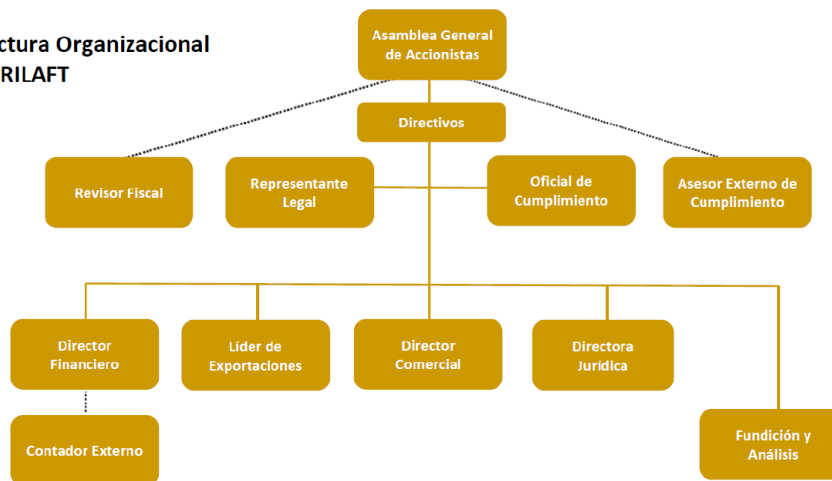 ctura Organizacional
RILAFT
Asamblea General
de Accionistas
Directivos
Revisor Fiscal
Representante
Legal
Oficial de
Cumplimiento
Asesor Externo de
Cumplimiento
Director
Financiero
Líder de
Exportaciones
Director
Comercial
Directora
Jurídica
Contador Externo
Fundición y
Análisis